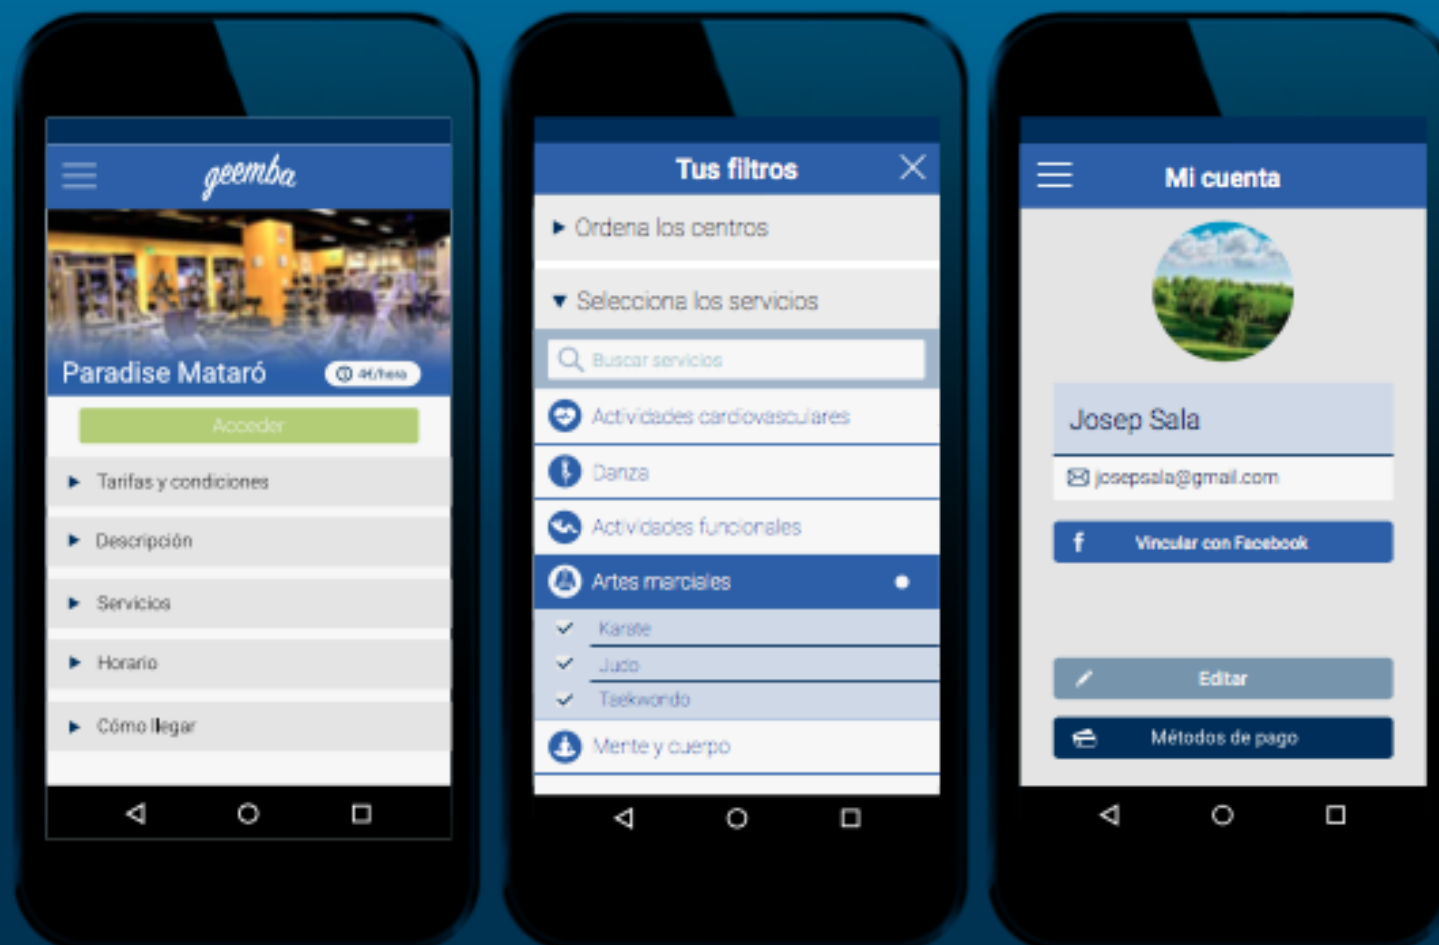 geemba
Paradise Mataró
4€/hora
Acceder
Tarifas y condiciones
Descripción
Servicios
Horario
Cómo llegar
Tus filtros
Ordena los centros
Selecciona los servicios
Buscar servicios
Actividades cardiovasculares
Danza
Actividades funcionales
Artes marciales
Karate
Judo
Taekwondo
Mente y cuerpo
Mi cuenta
Josep Sala
josepsala@gmail.com
f Vincular con Facebook
Editar
Métodos de pago